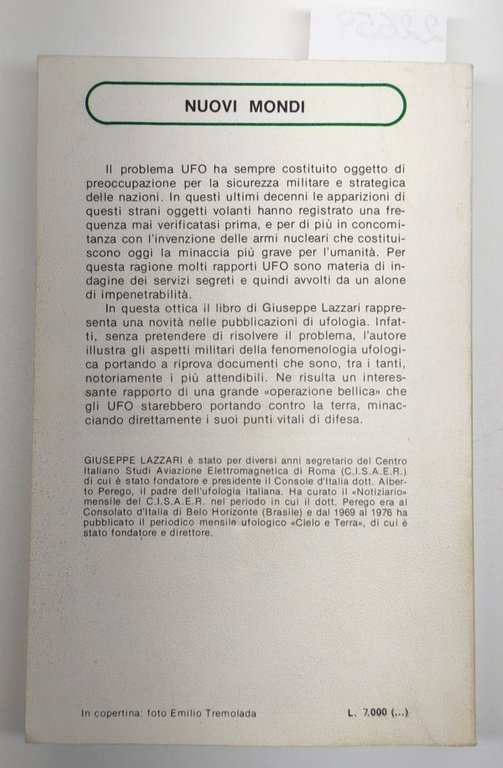 22659
NUOVI MONDI
Il problema UFO ha sempre costituito oggetto di
preoccupazione per la sicurezza militare e strategica
delle nazioni. In questi ultimi decenni le apparizioni di
questi strani oggetti volanti hanno registrato una fre-
quenza mai verificatasi prima, e per di più in concomi-
tanza con l'invenzione delle armi nucleari che costitui-
scono oggi la minaccia più grave per l'umanità. Per
questa ragione molti rapporti UFO sono materia di in-
dagine dei servizi segreti e quindi avvolti da un alone
di impenetrabilità.
In questa ottica il libro di Giuseppe Lazzari rappre-
senta una novità nelle pubblicazioni di ufologia. Infat-
ti, senza pretendere di risolvere il problema, l'autore
illustra gli aspetti militari della fenomenologia ufologi-
ca portando a riprova documenti che sono, tra i tanti,
notoriamente i più attendibili. Ne risulta un interes-
sante rapporto di una grande «operazione bellica» che
gli UFO starebbero portando contro la terra, minac-
ciando direttamente i suoi punti vitali di difesa.
GIUSEPPE LAZZARI è stato per diversi anni segretario del Centro
Italiano Studi Aviazione Elettromagnetica di Roma (C.I.S.A.E.R.)
di cui è stato fondatore e presidente il Console d'Italia dott. Alber-
to Perego, il padre dell'ufologia italiana. Ha curato il «Notiziario»
mensile del C.I.S.A.E.R. nel periodo in cui il dott. Perego era al
Consolato d'Italia di Belo Horizonte (Brasile) e dal 1969 al 1976 ha
pubblicato il periodico mensile ufologico «Cielo e Terra», di cui è
stato fondatore e direttore.
In copertina: foto Emilio Tremolada
L. 7.000 (...)